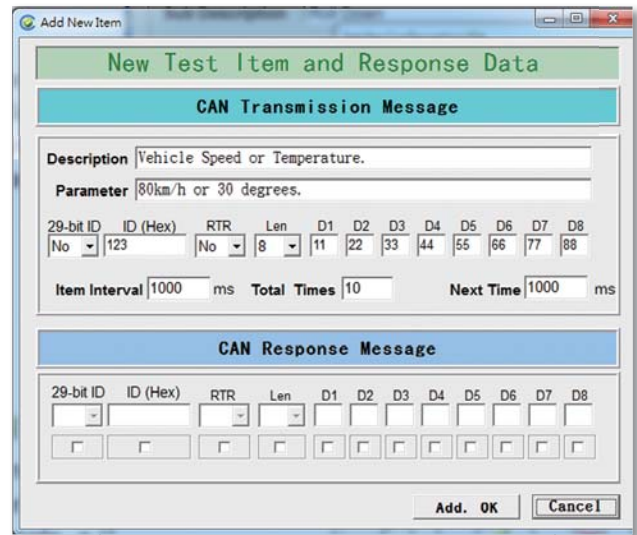 Add New Item
New Test Item and Response Data
CAN Transmission Message
Description Vehicle Speed or Temperature.
Parameter 80km/h or 30 degrees.
29-bit ID ID (Hex) RTR Len D1 D2 D3 D4 D5 D6 D7 D8
No 123 No 8 11 22 33 44 55 66 77 88
Item Interval 1000 ms Total Times 10 Next Time 1000 ms
CAN Response Message
29-bit ID ID (Hex) RTR Len D1 D2 D3 D4 D5 D6 D7 D8
Add. OK Cancel